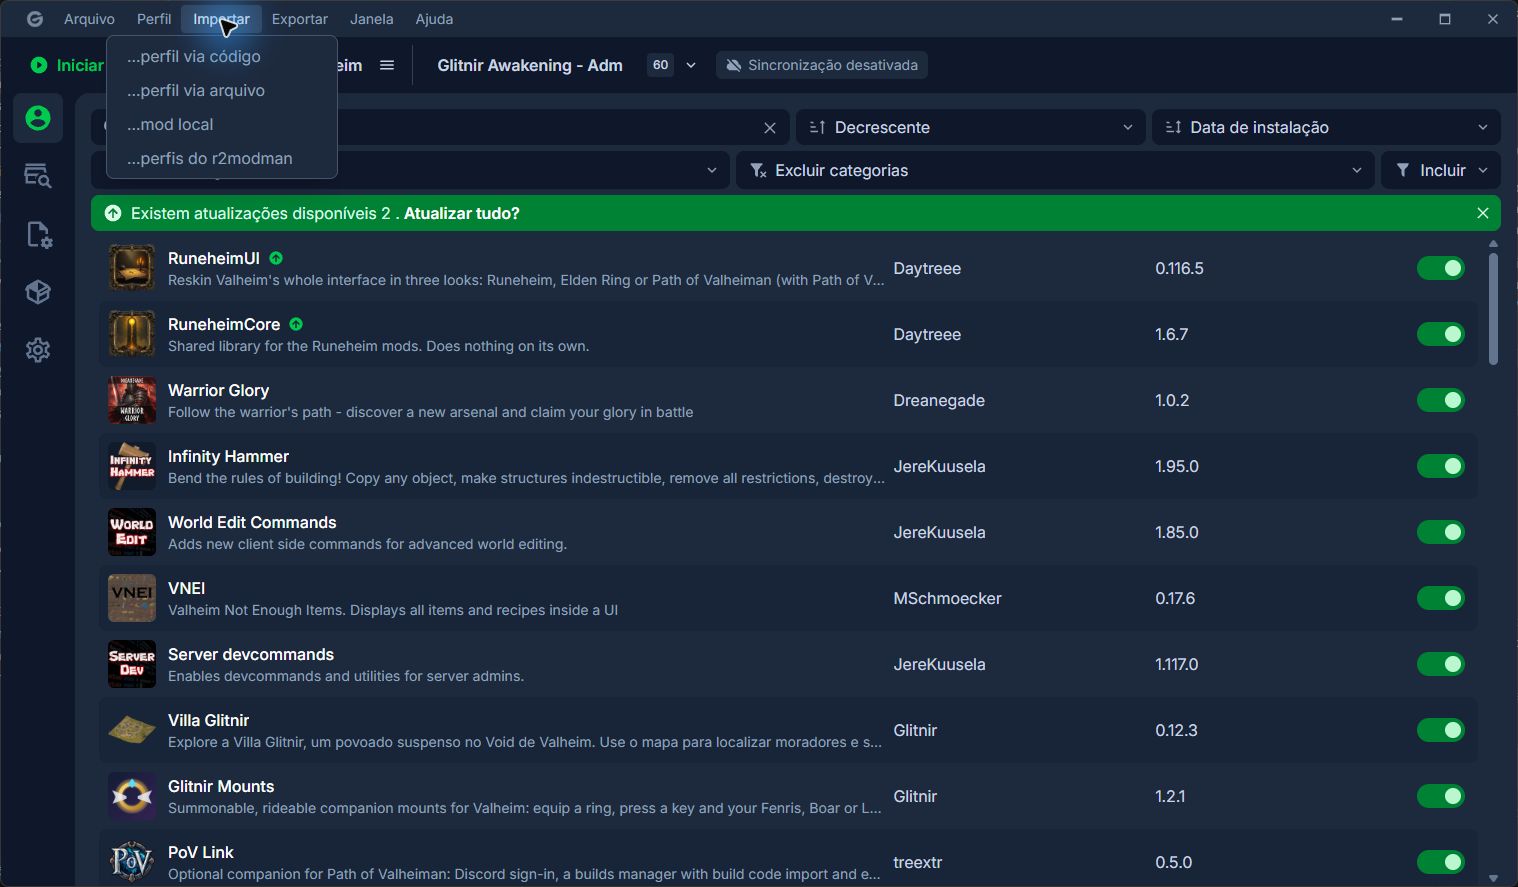 Arquivo Perfil Importar Exportar Janela Ajuda
...perfil via código
...perfil via arquivo
...mod local
...perfis do r2modman
Iniciar eim Glitnir Awakening - Adm 60 Sincronização desativada
Decrescente Data de instalação
Excluir categorias Incluir
Existem atualizações disponíveis 2 . Atualizar tudo?
RuneheimUI
Reskin Valheim's whole interface in three looks: Runeheim, Elden Ring or Path of Valheiman (with Path of V...
Daytreee 0.116.5
RuneheimCore
Shared library for the Runeheim mods. Does nothing on its own.
Daytreee 1.6.7
WARRIOR GLORY
Warrior Glory
Follow the warrior's path - discover a new arsenal and claim your glory in battle
Dreanegade 1.0.2
INFINITY HAMMER
Infinity Hammer
Bend the rules of building! Copy any object, make structures indestructible, remove all restrictions, destroy...
JereKuusela 1.95.0
WORLD EDIT
World Edit Commands
Adds new client side commands for advanced world editing.
JereKuusela 1.85.0
VNEI
VNEI
Valheim Not Enough Items. Displays all items and recipes inside a UI
MSchmoecker 0.17.6
SERVER DEV
Server devcommands
Enables devcommands and utilities for server admins.
JereKuusela 1.117.0
Villa Glitnir
Explore a Villa Glitnir, um povoado suspenso no Void de Valheim. Use o mapa para localizar moradores e s...
Glitnir 0.12.3
Glitnir Mounts
Summonable, rideable companion mounts for Valheim: equip a ring, press a key and your Fenris, Boar or L...
Glitnir 1.2.1
PoV
PoV Link
Optional companion for Path of Valheiman: Discord sign-in, a builds manager with build code import and e...
treextr 0.5.0